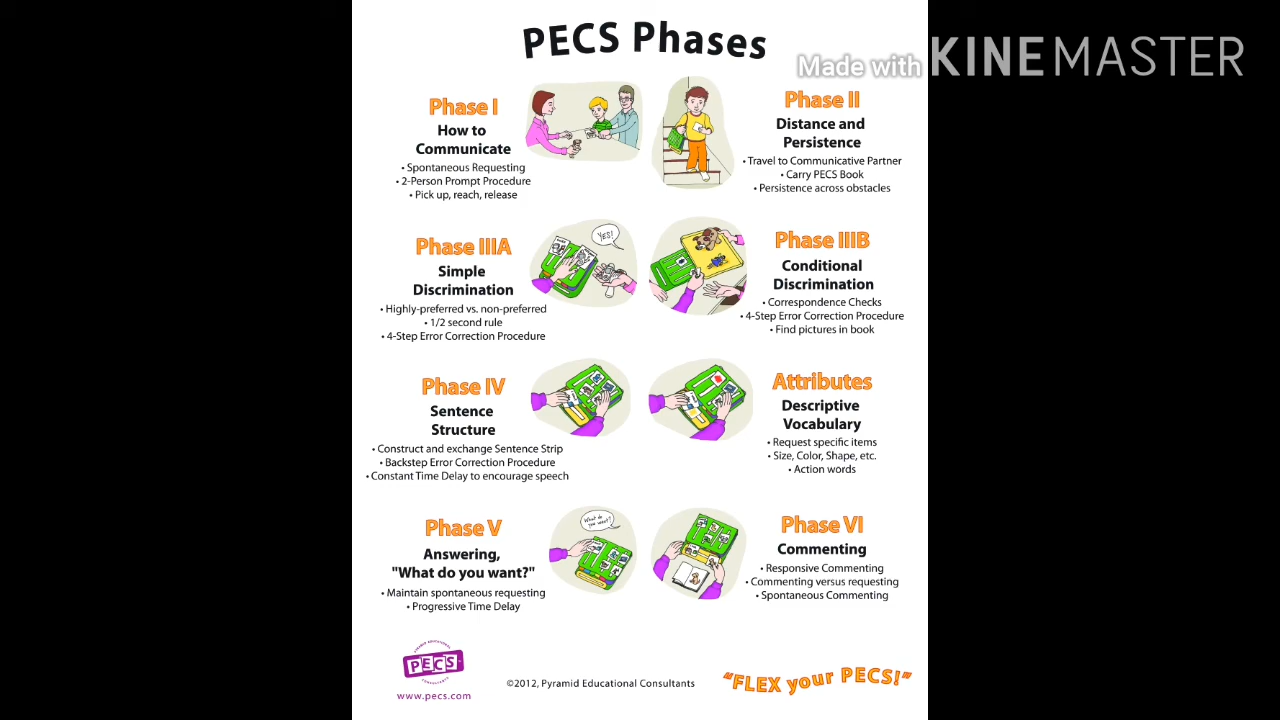 PECS Phases
Made with KINEMASTER
Phase I
How to
Communicate
• Spontaneous Requesting
• 2-Person Prompt Procedure
• Pick up, reach, release
Phase II
Distance and
Persistence
• Travel to Communicative Partner
• Carry PECS Book
• Persistence across obstacles
Phase IIIA
Simple
Discrimination
• Highly-preferred vs. non-preferred
• 1/2 second rule
• 4-Step Error Correction Procedure
YES!
Phase IIIB
Conditional
Discrimination
• Correspondence Checks
• 4-Step Error Correction Procedure
• Find pictures in book
Phase IV
Sentence
Structure
• Construct and exchange Sentence Strip
• Backstep Error Correction Procedure
• Constant Time Delay to encourage speech
Attributes
Descriptive
Vocabulary
• Request specific items
• Size, Color, Shape, etc.
• Action words
Phase V
Answering,
"What do you want?"
• Maintain spontaneous requesting
• Progressive Time Delay
What do
you want?
Phase VI
Commenting
• Responsive Commenting
• Commenting versus requesting
• Spontaneous Commenting
PYRAMID EDUCATIONAL
PECS
CONSULTANTS
www.pecs.com
©2012, Pyramid Educational Consultants
"FLEX your PECS!"